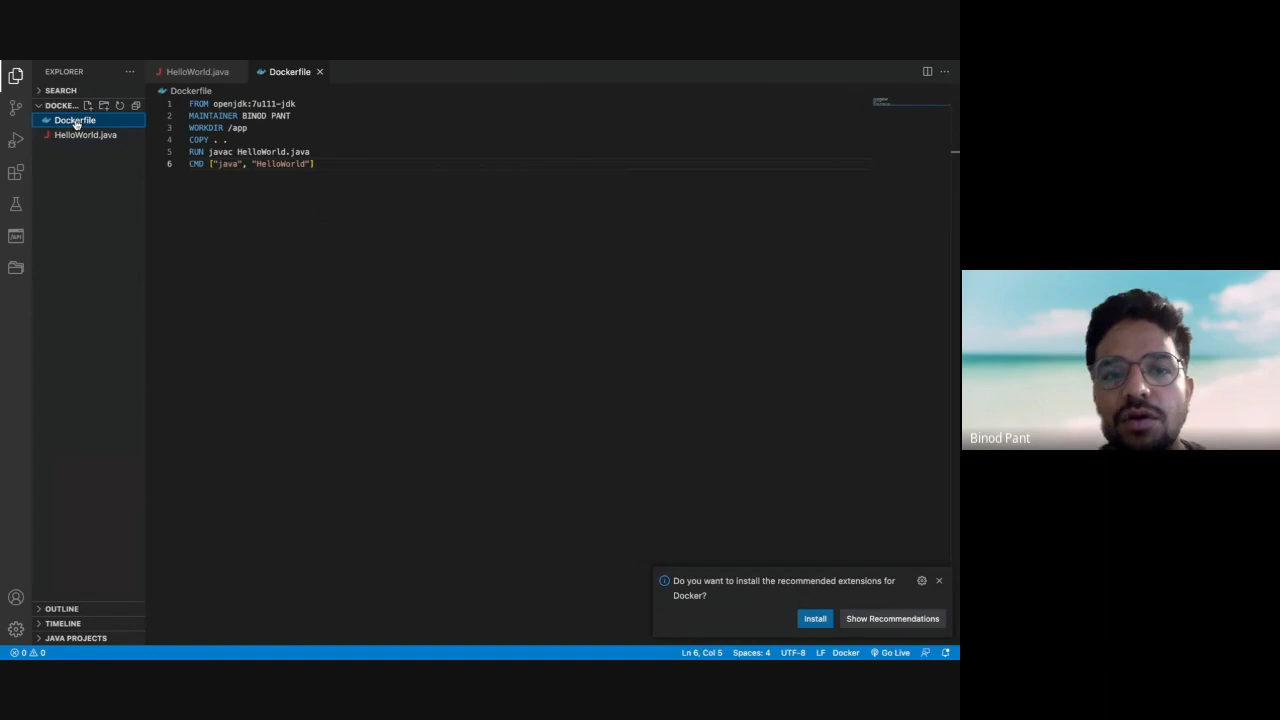 EXPLORER
SEARCH
DOCKE...
Dockerfile
HelloWorld.java
OUTLINE
TIMELINE
JAVA PROJECTS
HelloWorld.java
Dockerfile
Dockerfile
1 FROM openjdk:7u111-jdk
2 MAINTAINER BINOD PANT
3 WORKDIR /app
4 COPY . .
5 RUN javac HelloWorld.java
6 CMD ["java", "HelloWorld"]
Do you want to install the recommended extensions for
Docker?
Install Show Recommendations
0 0 Ln 6, Col 5 Spaces: 4 UTF-8 LF Docker Go Live
Binod Pant